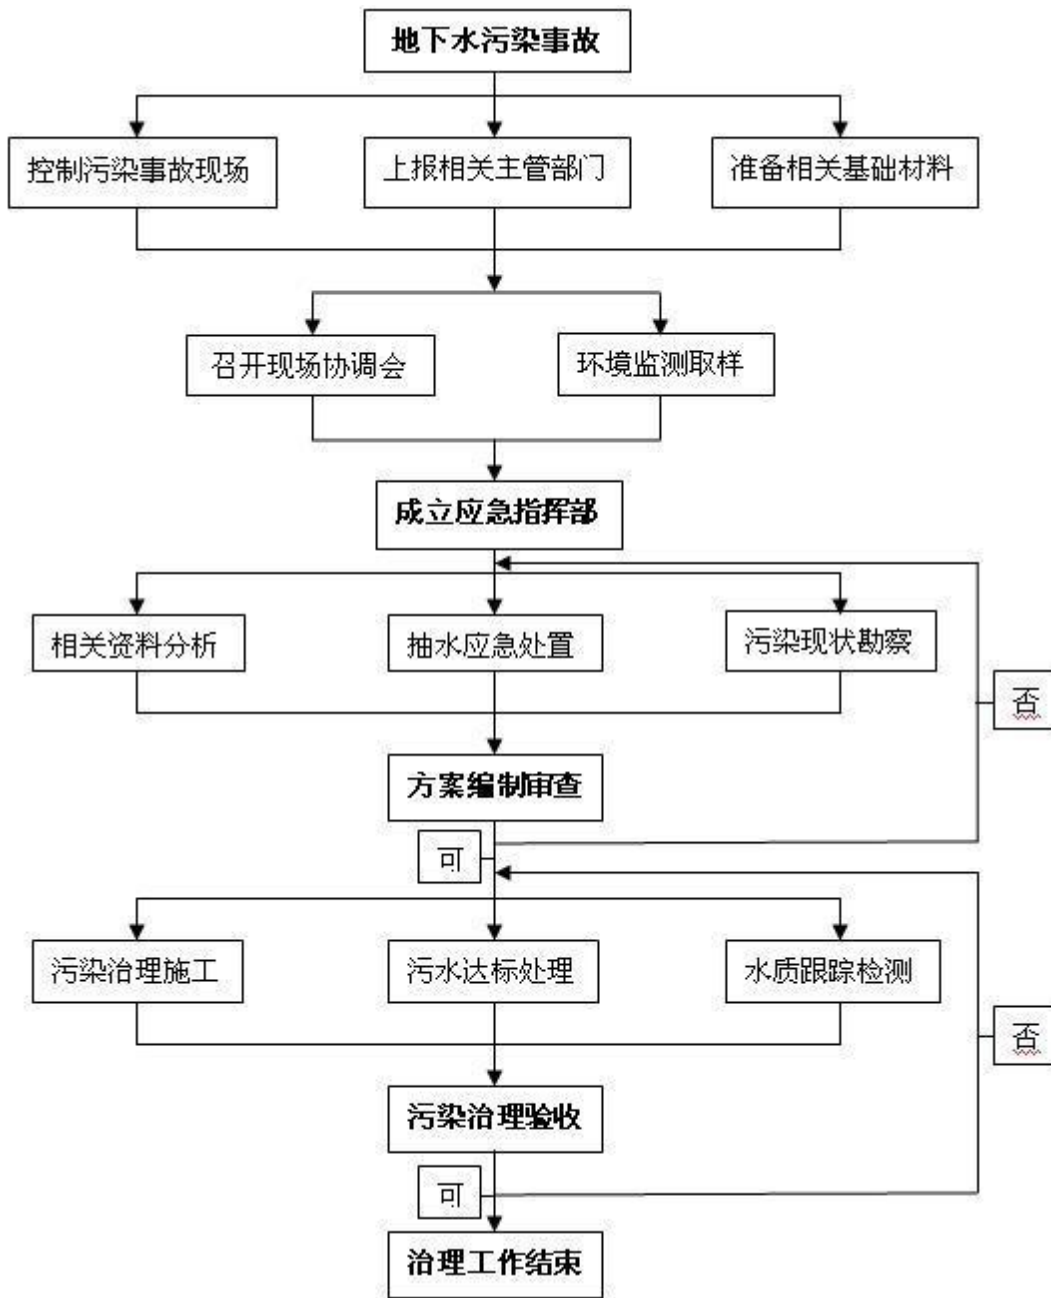 地下水污染事故
控制污染事故现场
上报相关主管部门
准备相关基础材料
召开现场协调会
环境监测取样
成立应急指挥部
相关资料分析
抽水应急处置
污染现状勘察
否
方案编制审查
可
污染治理施工
污水达标处理
水质跟踪检测
否
污染治理验收
可
治理工作结束